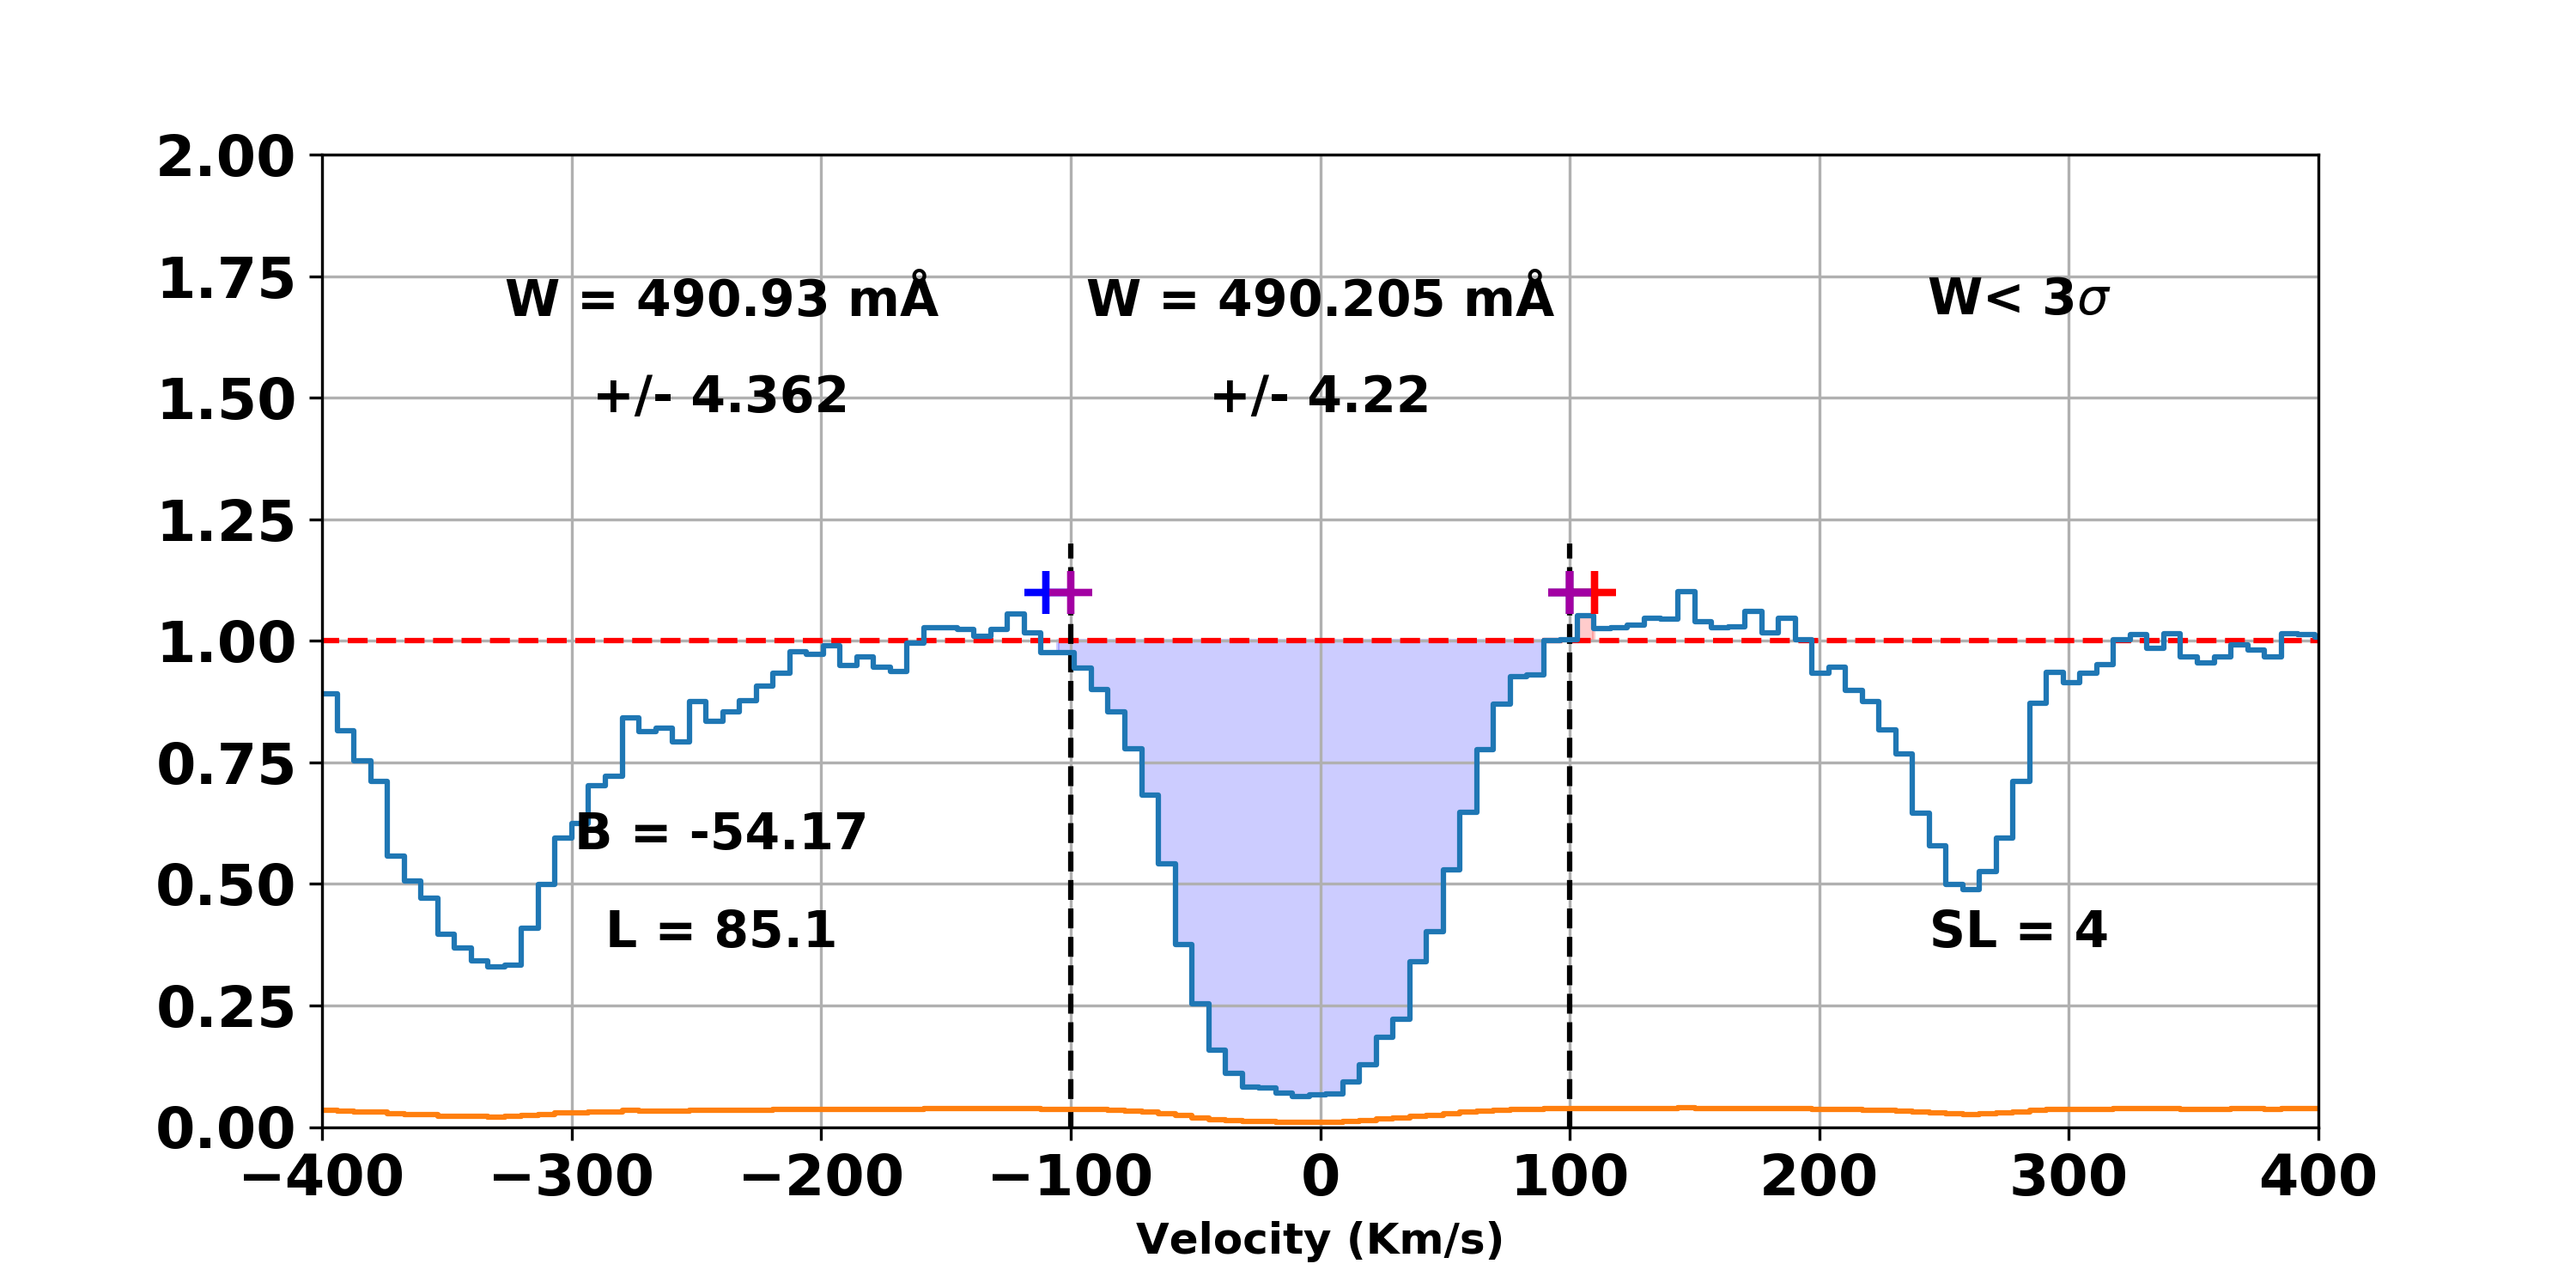 2.00
1.75
1.50
1.25
1.00
0.75
0.50
0.25
0.00
W = 490.93 mÅ
+/- 4.362
W = 490.205 mÅ
+/- 4.22
W< 3σ
B = -54.17
L = 85.1
SL = 4
−400 −300 −200 −100 0 100 200 300 400
Velocity (Km/s)